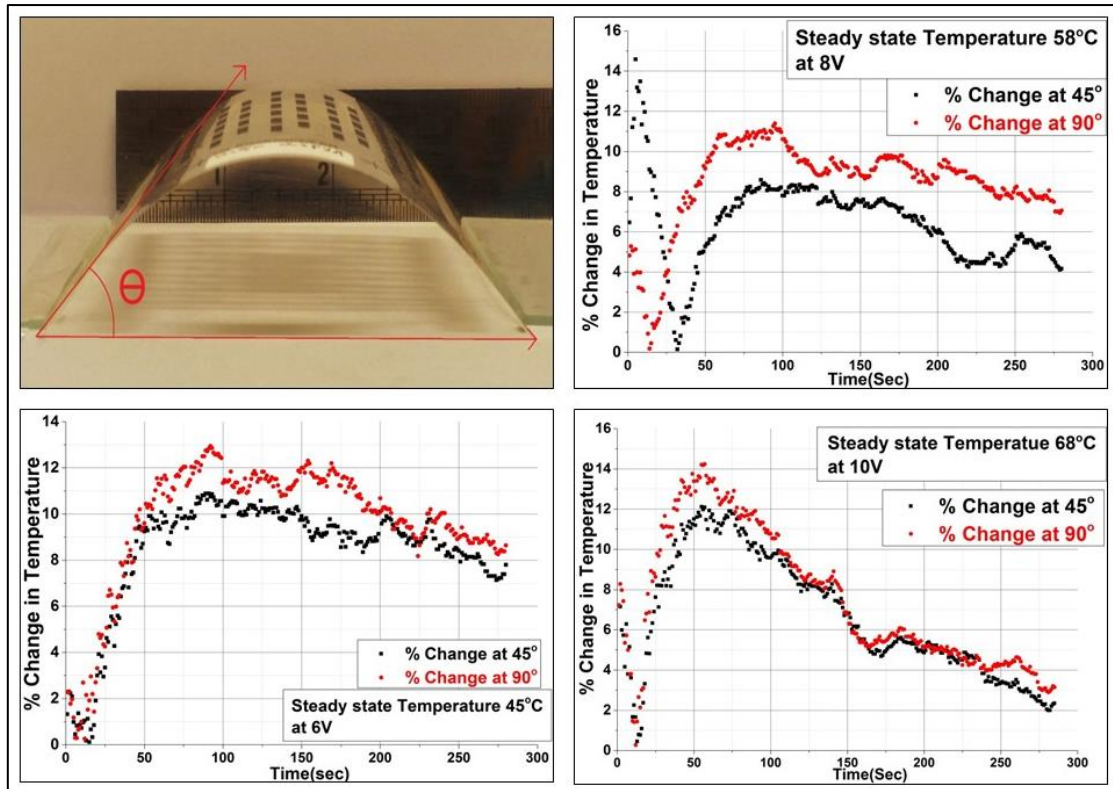 θ
1
2
16
14
12
10
8
6
4
2
0
0
50
100
150
200
250
300
% Change in Temperature
Time(Sec)
Steady state Temperature 58°C
at 8V
% Change at 45°
% Change at 90°
14
12
10
8
6
4
2
0
0
50
100
150
200
250
300
% Change in Temperature
Time(sec)
% Change at 45°
% Change at 90°
Steady state Temperature 45°C
at 6V
16
14
12
10
8
6
4
2
0
0
50
100
150
200
250
300
% Change in Temperature
Time(Sec)
Steady state Temperatue 68°C
at 10V
% Change at 45°
% Change at 90°